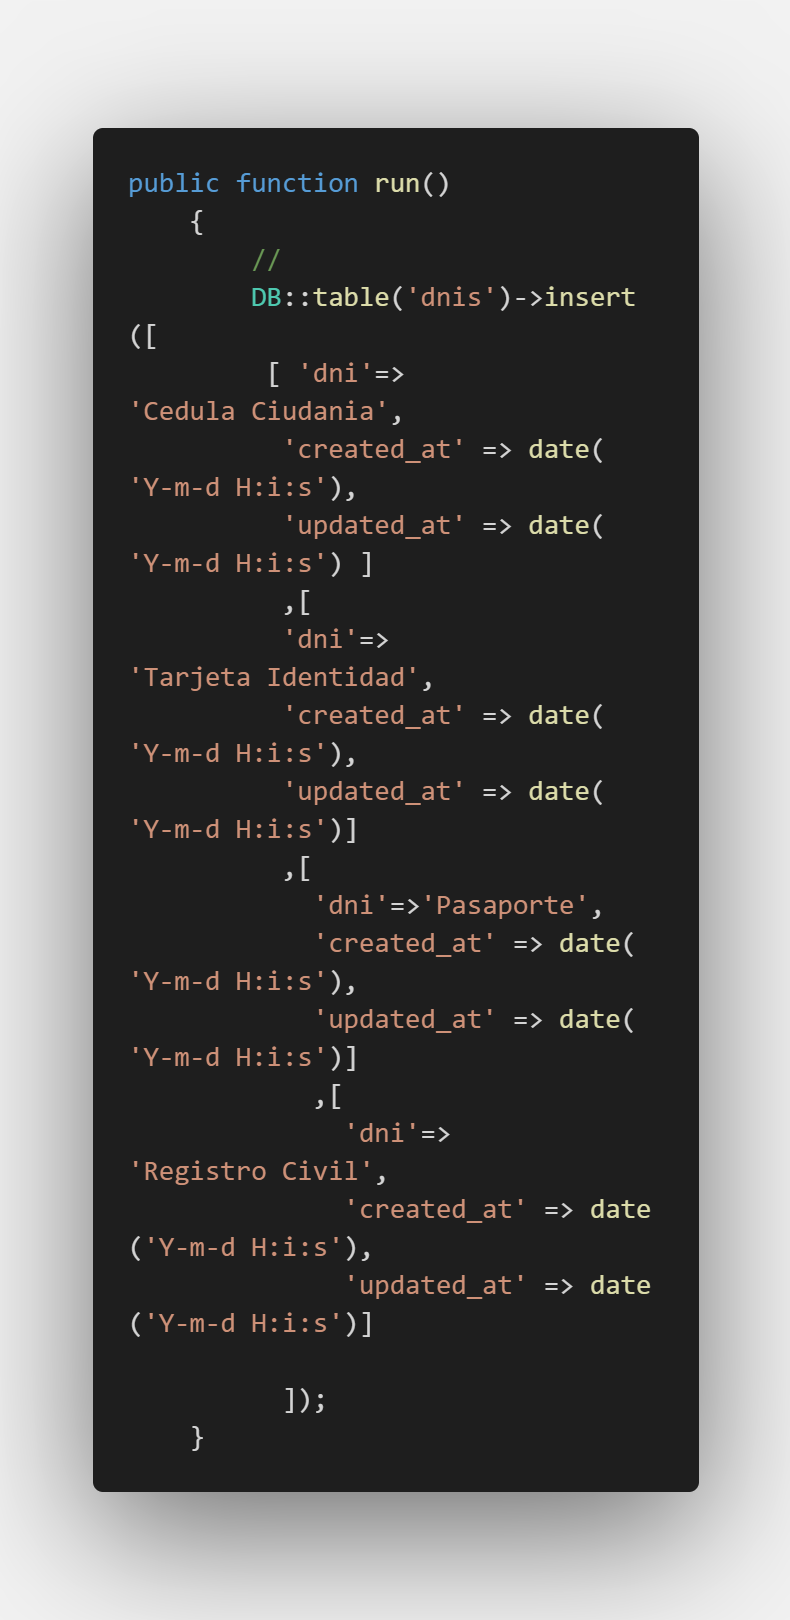 public function run()
    {
        //
        DB::table('dnis')->insert
([
         [ 'dni'=>
'Cedula Ciudania',
          'created_at' => date(
'Y-m-d H:i:s'),
          'updated_at' => date(
'Y-m-d H:i:s') ]
          ,[
          'dni'=>
'Tarjeta Identidad',
          'created_at' => date(
'Y-m-d H:i:s'),
          'updated_at' => date(
'Y-m-d H:i:s')]
          ,[
            'dni'=>'Pasaporte',
            'created_at' => date(
'Y-m-d H:i:s'),
            'updated_at' => date(
'Y-m-d H:i:s')]
            ,[
              'dni'=>
'Registro Civil',
              'created_at' => date
('Y-m-d H:i:s'),
              'updated_at' => date
('Y-m-d H:i:s')]

          ]);
    }